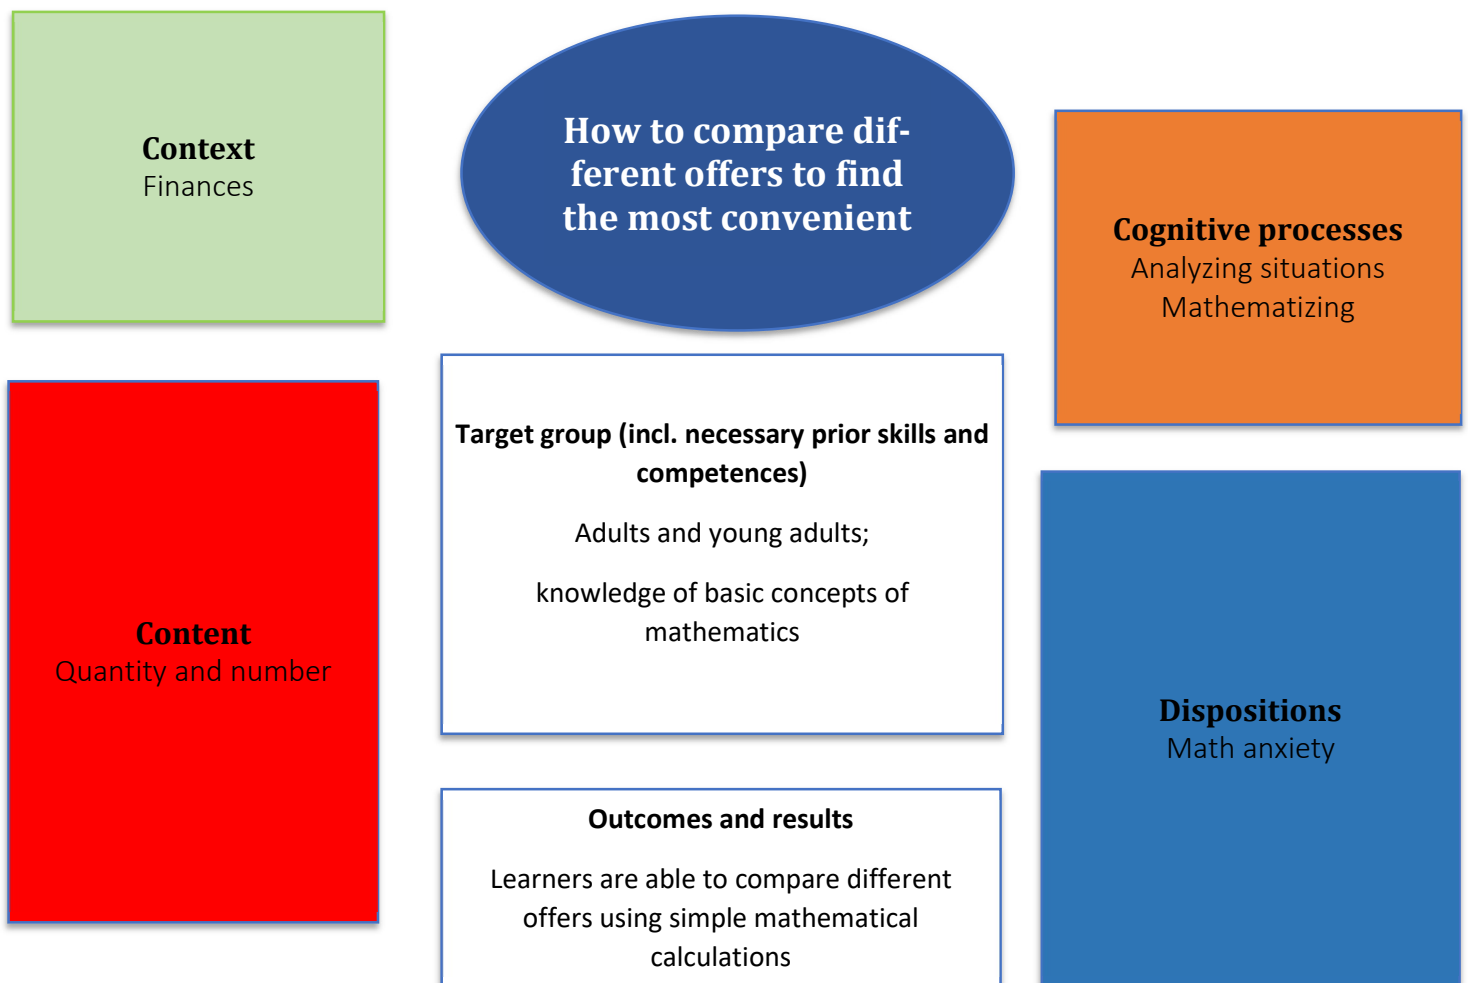 Context
Finances
How to compare dif-
ferent offers to find
the most convenient
Cognitive processes
Analyzing situations
Mathematizing
Target group (incl. necessary prior skills and
competences)
Adults and young adults;
knowledge of basic concepts of
mathematics
Content
Quantity and number
Dispositions
Math anxiety
Outcomes and results
Learners are able to compare different
offers using simple mathematical
calculations